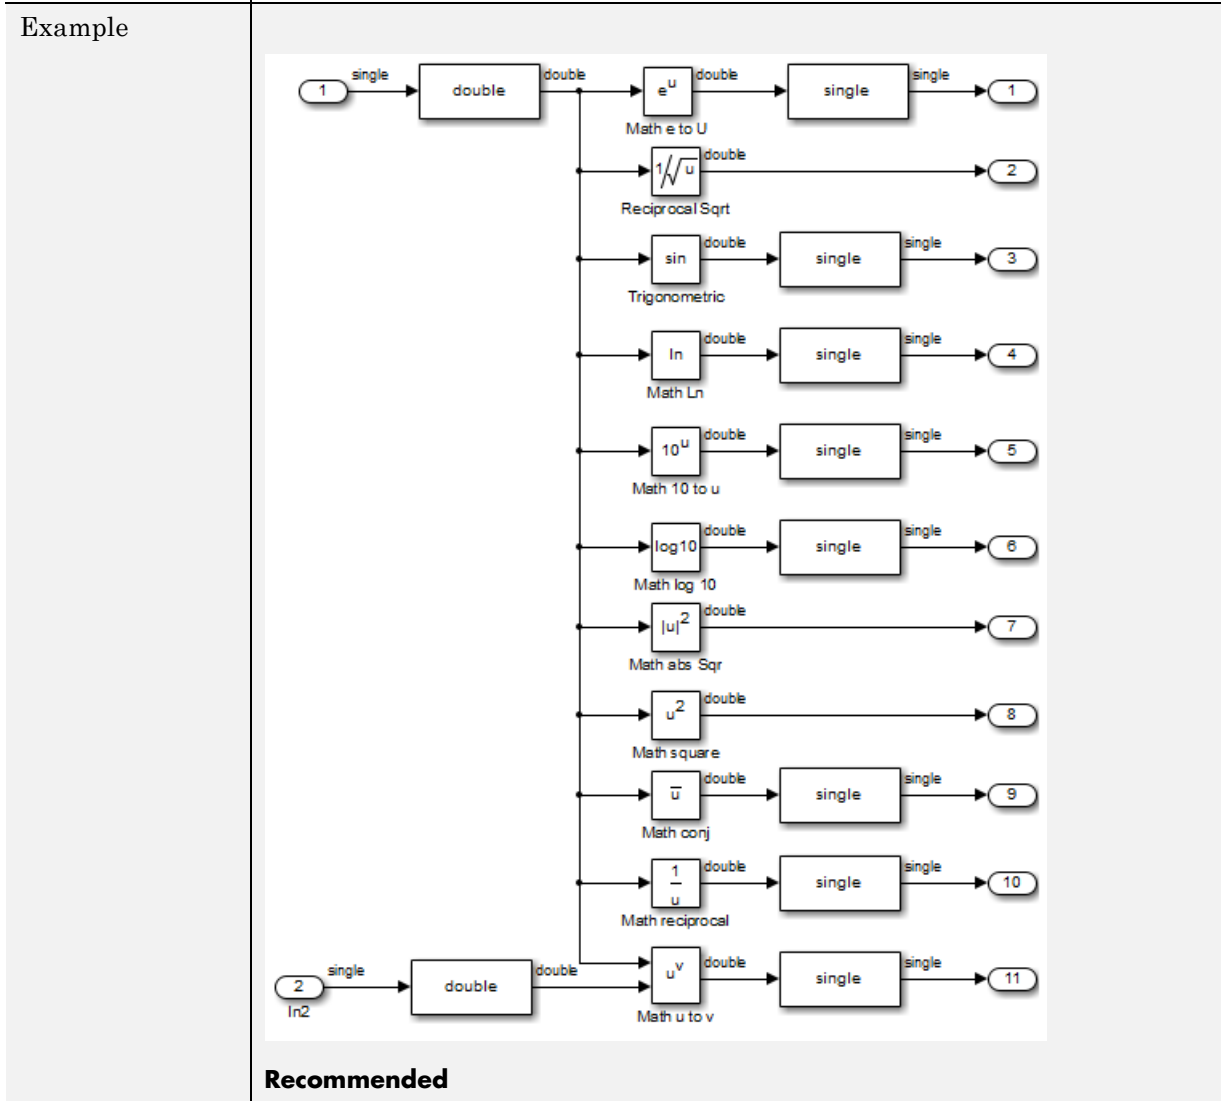 Example
single double double e^u double single single 1
1
Math e to U
1/√u double 2
Reciprocal Sqrt
sin double single single 3
Trigonometric
ln double single single 4
Math Ln
10^u double single single 5
Math 10 to u
log10 double single single 6
Math log 10
|u|^2 double 7
Math abs Sqr
u^2 double 8
Math square
ū double single single 9
Math conj
1/u double single single 10
Math reciprocal
2 single double double u^v double single single 11
In2
Math u to v
Recommended